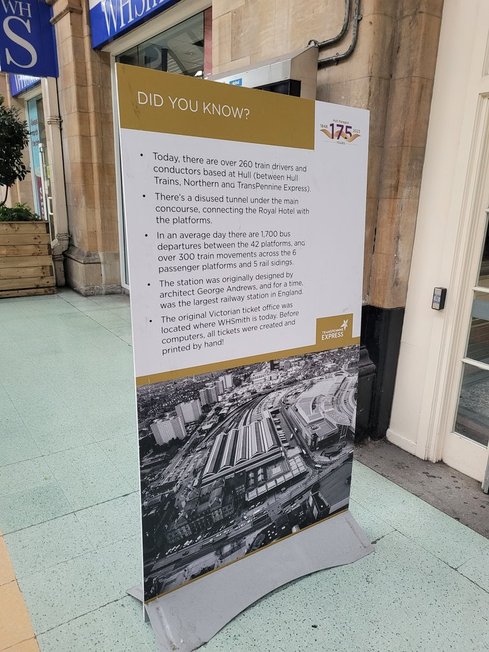 WH
S
WHSmith
DID YOU KNOW?
175
YEARS
• Today, there are over 260 train drivers and
conductors based at Hull (between Hull
Trains, Northern and TransPennine Express)
• There's a disused tunnel under the main
concourse, connecting the Royal Hotel with
the platforms.
• In an average day there are 1,700 bus
departures between the 42 platforms, and
over 300 train movements across the 6
passenger platforms and 5 rail sidings.
• The station was originally designed by
architect George Andrews, and for a time,
was the largest railway station in England.
• The original Victorian ticket office was
located where WHSmith is today. Before
computers, all tickets were created and
printed by hand!
TRANSPENNINE
EXPRESS